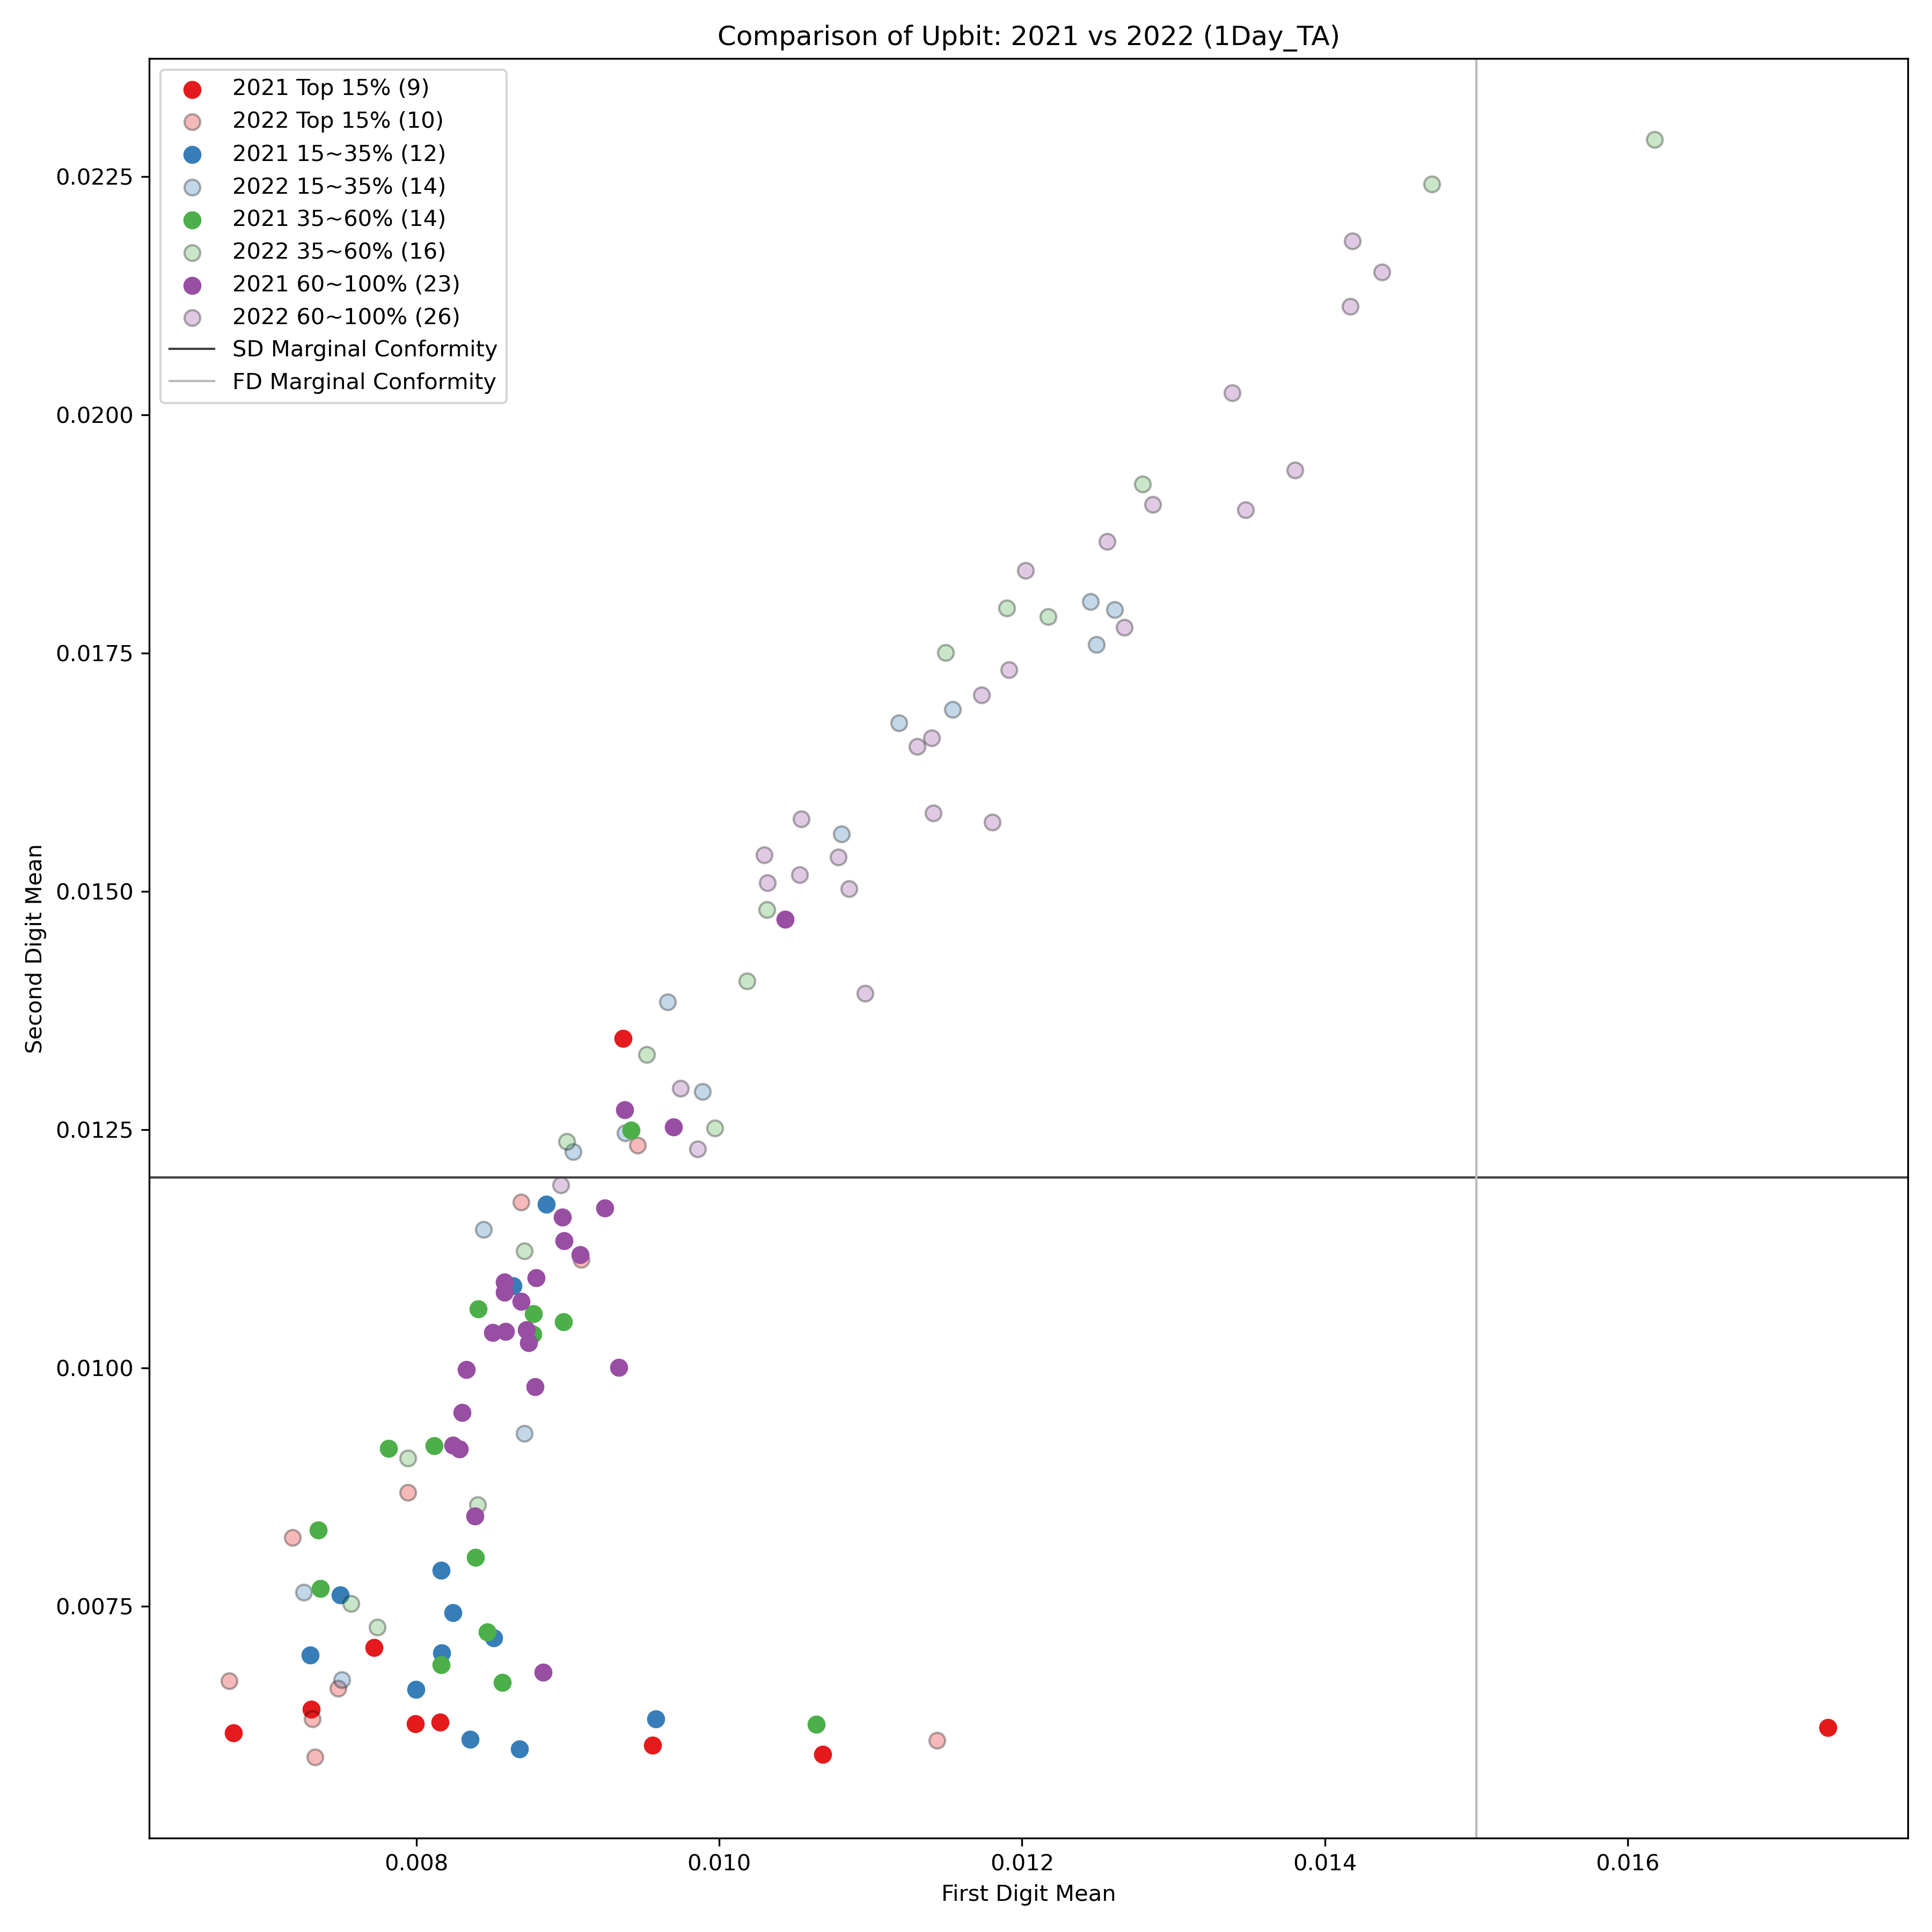 Comparison of Upbit: 2021 vs 2022 (1Day_TA)
2021 Top 15% (9)
2022 Top 15% (10)
2021 15~35% (12)
2022 15~35% (14)
2021 35~60% (14)
2022 35~60% (16)
2021 60~100% (23)
2022 60~100% (26)
SD Marginal Conformity
FD Marginal Conformity
0.0225
0.0200
0.0175
0.0150
0.0125
0.0100
0.0075
Second Digit Mean
0.008
0.010
0.012
0.014
0.016
First Digit Mean